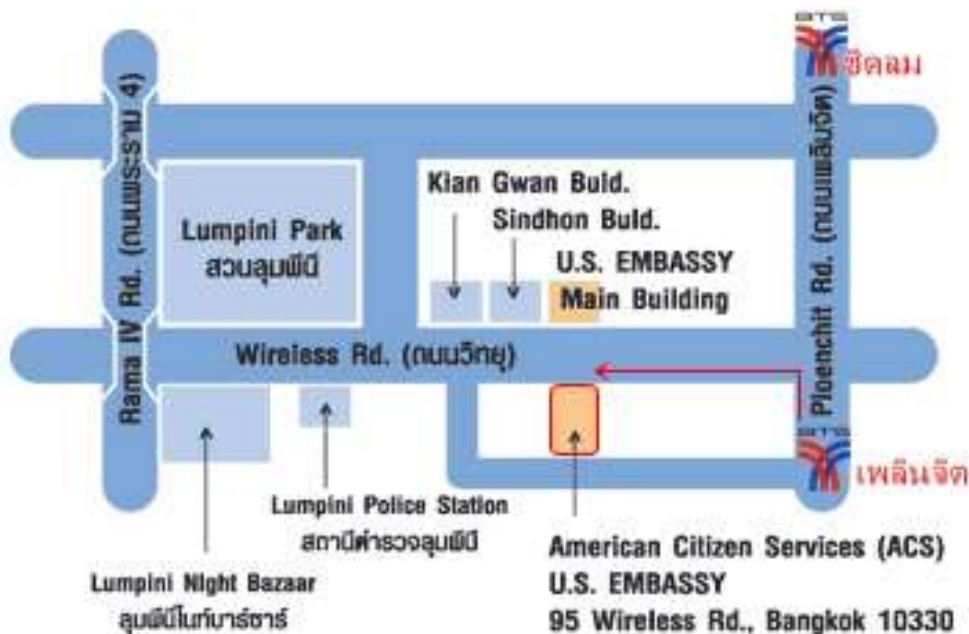 BTS
ชิดลม
Rama IV Rd. (ถนนพระราม 4)
Ploenchit Rd. (ถนนเพลินจิต)
Kian Gwan Buld.
Sindhon Buld.
Lumpini Park
สวนลุมพีนี
U.S. EMBASSY
Main Building
Wireless Rd. (ถนนวิทยุ)
BTS
เพลินจิต
Lumpini Police Station
สถานีตำรวจลุมพีนี
American Citizen Services (ACS)
U.S. EMBASSY
95 Wireless Rd., Bangkok 10330
Lumpini Night Bazaar
ลุมพีนีไนท์บาร์ซาร์